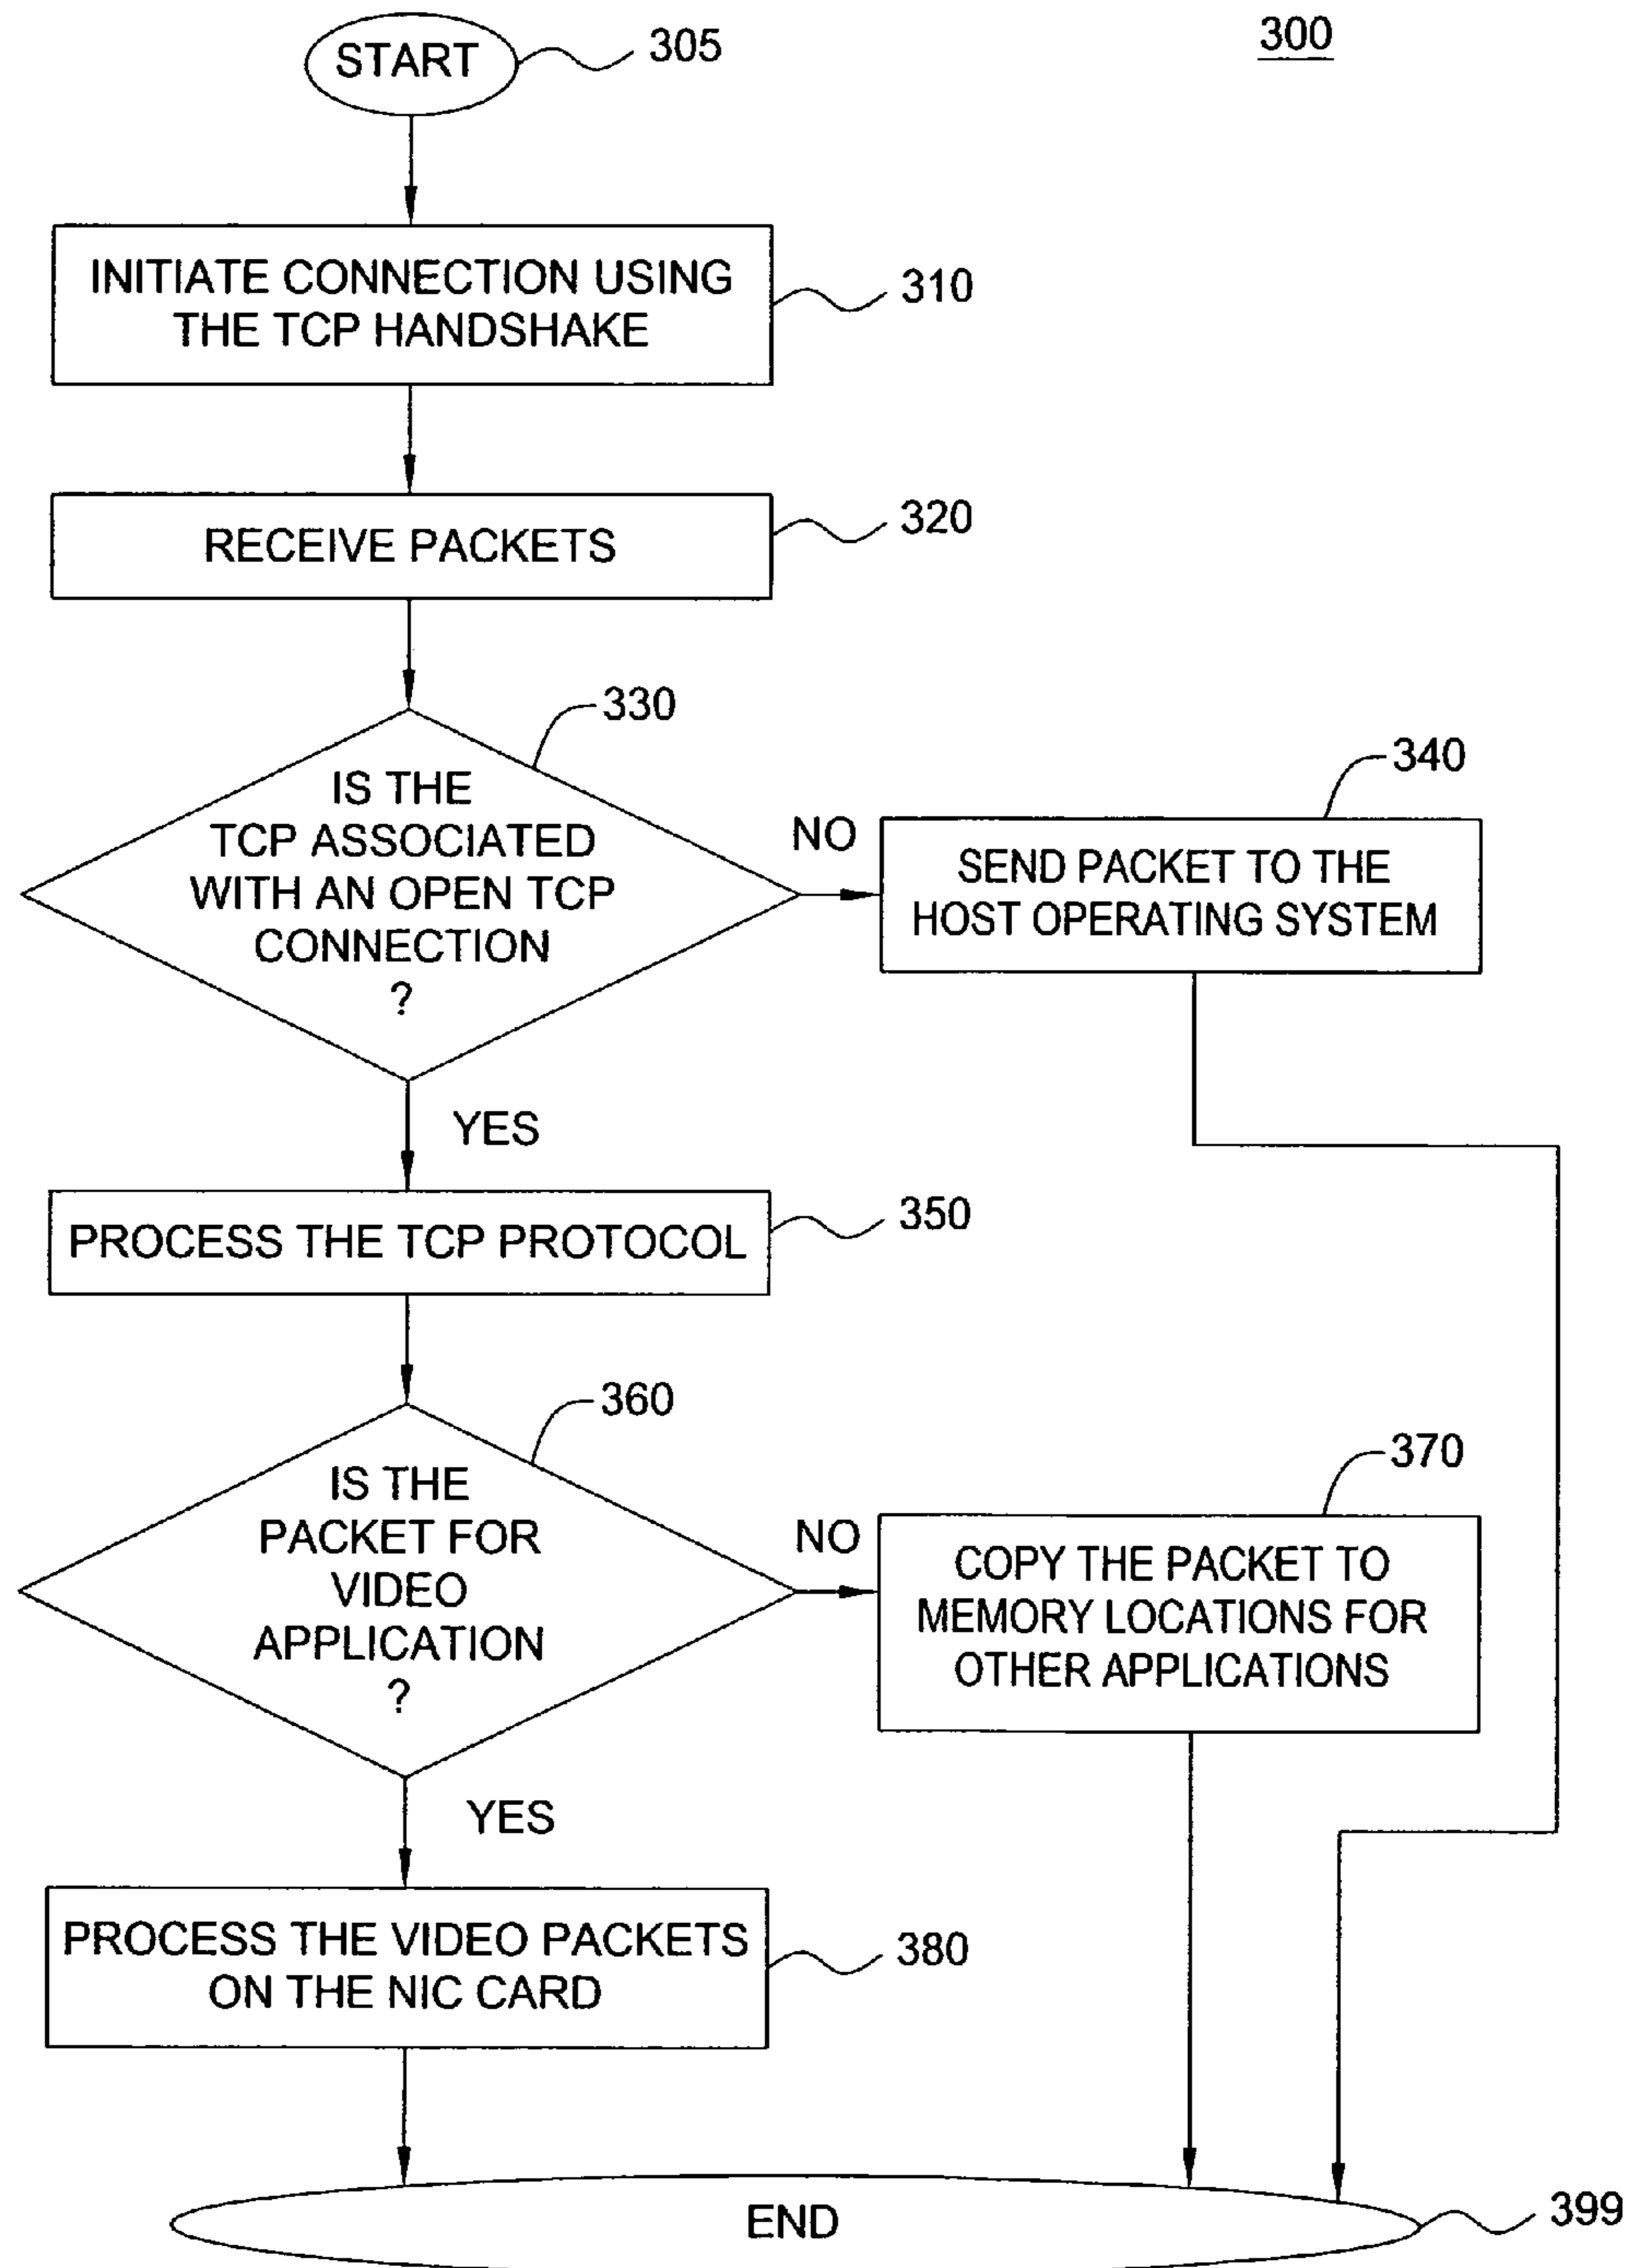 300
START
305
INITIATE CONNECTION USING
THE TCP HANDSHAKE
310
RECEIVE PACKETS
320
330
IS THE
TCP ASSOCIATED
WITH AN OPEN TCP
CONNECTION
?
NO
340
SEND PACKET TO THE
HOST OPERATING SYSTEM
YES
PROCESS THE TCP PROTOCOL
350
360
IS THE
PACKET FOR
VIDEO
APPLICATION
?
NO
370
COPY THE PACKET TO
MEMORY LOCATIONS FOR
OTHER APPLICATIONS
YES
PROCESS THE VIDEO PACKETS
ON THE NIC CARD
380
END
399